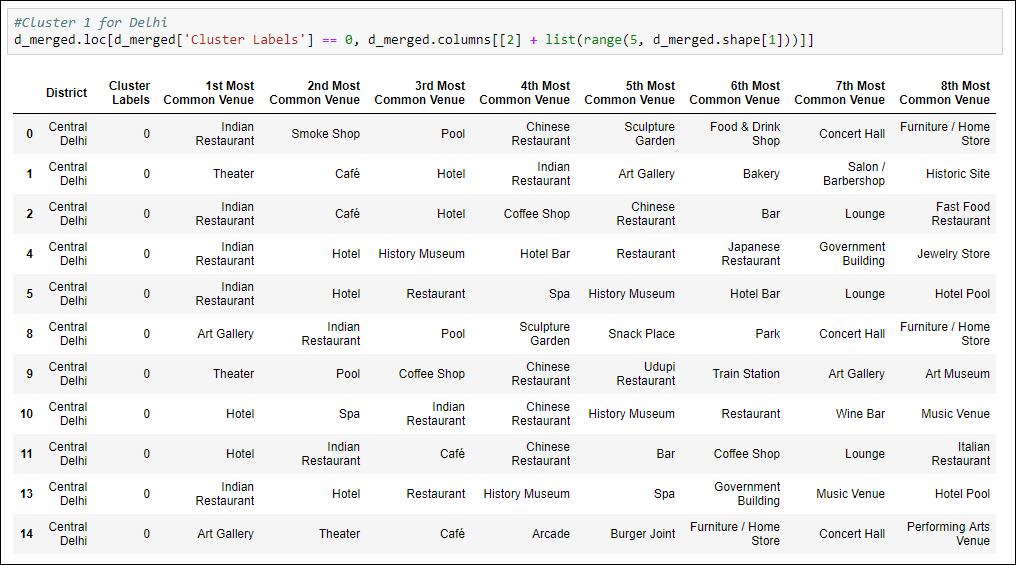 #Cluster 1 for Delhi
d_merged.loc[d_merged['Cluster Labels'] == 0, d_merged.columns[[2] + list(range(5, d_merged.shape[1]))]]
District Cluster Labels 1st Most Common Venue 2nd Most Common Venue 3rd Most Common Venue 4th Most Common Venue 5th Most Common Venue 6th Most Common Venue 7th Most Common Venue 8th Most Common Venue
0 Central Delhi 0 Indian Restaurant Smoke Shop Pool Chinese Restaurant Sculpture Garden Food & Drink Shop Concert Hall Furniture / Home Store
1 Central Delhi 0 Theater Café Hotel Indian Restaurant Art Gallery Bakery Salon / Barbershop Historic Site
2 Central Delhi 0 Indian Restaurant Café Hotel Coffee Shop Chinese Restaurant Bar Lounge Fast Food Restaurant
4 Central Delhi 0 Indian Restaurant Hotel History Museum Hotel Bar Restaurant Japanese Restaurant Government Building Jewelry Store
5 Central Delhi 0 Indian Restaurant Hotel Restaurant Spa History Museum Hotel Bar Lounge Hotel Pool
8 Central Delhi 0 Art Gallery Indian Restaurant Pool Sculpture Garden Snack Place Park Concert Hall Furniture / Home Store
9 Central Delhi 0 Theater Pool Coffee Shop Chinese Restaurant Udupi Restaurant Train Station Art Gallery Art Museum
10 Central Delhi 0 Hotel Spa Indian Restaurant Chinese Restaurant History Museum Restaurant Wine Bar Music Venue
11 Central Delhi 0 Hotel Indian Restaurant Café Chinese Restaurant Bar Coffee Shop Lounge Italian Restaurant
13 Central Delhi 0 Indian Restaurant Hotel Restaurant History Museum Spa Government Building Music Venue Hotel Pool
14 Central Delhi 0 Art Gallery Theater Café Arcade Burger Joint Furniture / Home Store Concert Hall Performing Arts Venue